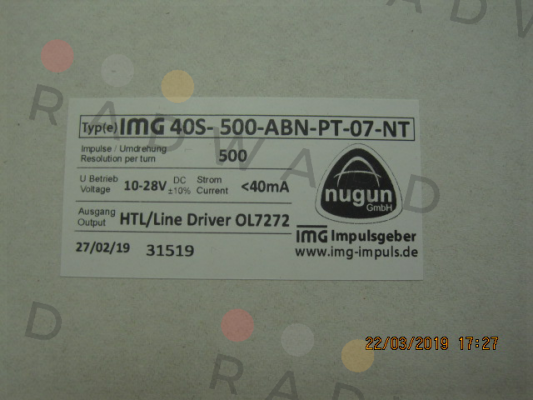 RADWAD
Typ(e) IMG 40S- 500-ABN-PT-07-NT
Impulse / Umdrehung
Resolution per turn
500
U Betrieb
Voltage
10-28V DC ±10%
Strom
Current
<40mA
Ausgang
Output
HTL/Line Driver OL7272
27/02/19 31519
nugun
GmbH
IMG Impulsgeber
www.img-impuls.de
22/03/2019 17:27
D
RADWA